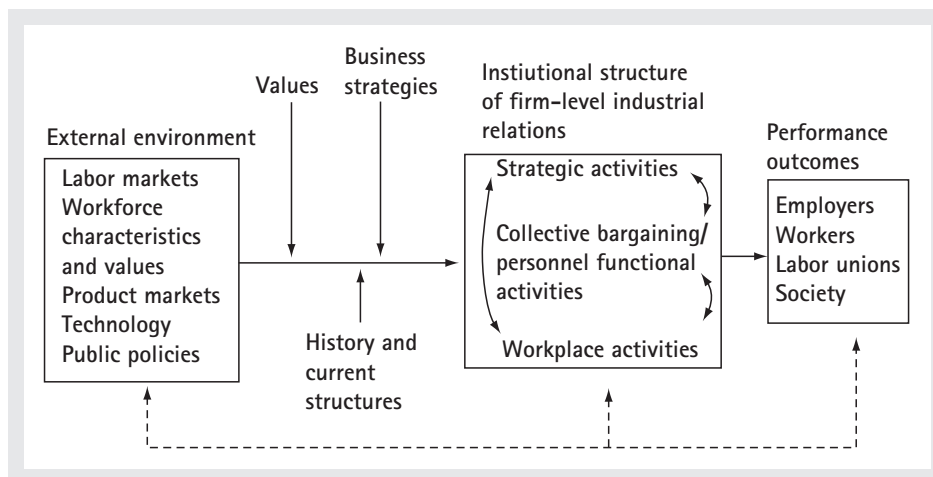 Values
Business
strategies
External environment
Labor markets
Workforce
characteristics
and values
Product markets
Technology
Public policies
History and
current
structures
Instiutional structure
of firm-level industrial
relations
Strategic activities
Collective bargaining/
personnel functional
activities
Workplace activities
Performance
outcomes
Employers
Workers
Labor unions
Society